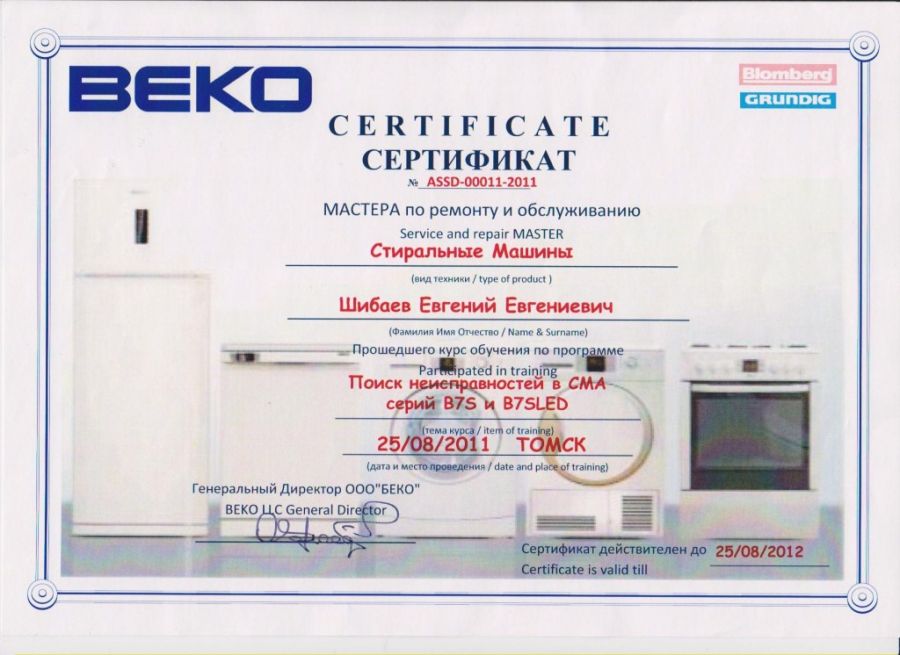 BEKO
Blomberg
GRUNDIG
CERTIFICATE
СЕРТИФИКАТ
№ ASSD-00011-2011
МАСТЕРА по ремонту и обслуживанию
Service and repair MASTER
Стиральные Машины
(вид техники / type of product )
Шибаев Евгений Евгениевич
(Фамилия Имя Отчество / Name & Surname)
Прошедшего курс обучения по программе
Participated in training
Поиск неисправностей в СМА
серий B7S и B7SLED
(тема курса / item of training)
25/08/2011 ТОМСК
(дата и место проведения / date and place of training)
Генеральный Директор ООО"БЕКО"
BEKO LLC General Director
Сертификат действителен до 25/08/2012
Certificate is valid till